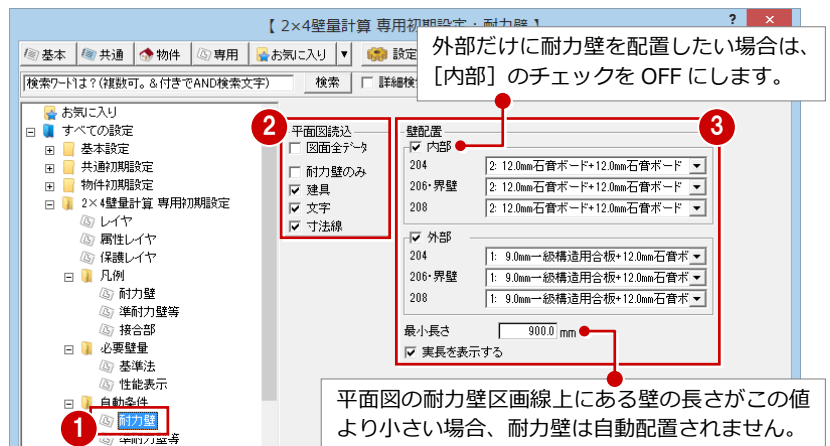 【 2×4壁量計算 専用初期設定：耐力壁 】
? ×
基本 共通 物件 専用 お気に入り ▼ 設定
検索ワードは？(複数可。＆付きでAND検索文字) 検索
外部だけに耐力壁を配置したい場合は、
［内部］のチェックを OFF にします。
お気に入り
すべての設定
基本設定
共通初期設定
物件初期設定
2×4壁量計算 専用初期設定
レイヤ
属性レイヤ
保護レイヤ
凡例
耐力壁
準耐力壁等
接合部
必要壁量
基準法
性能表示
自動条件
1
耐力壁
準耐力壁等
2
平面図読込
図面全データ
耐力壁のみ
建具
文字
寸法線
3
壁配置
内部
204 2: 12.0mm石膏ボード+12.0mm石膏ボード
206・界壁 2: 12.0mm石膏ボード+12.0mm石膏ボード
208 2: 12.0mm石膏ボード+12.0mm石膏ボード
外部
204 1: 9.0mm一級構造用合板+12.0mm石膏ボ
206・界壁 1: 9.0mm一級構造用合板+12.0mm石膏ボ
208 1: 9.0mm一級構造用合板+12.0mm石膏ボ
最小長さ 900.0 mm
実長を表示する
平面図の耐力壁区画線上にある壁の長さがこの値
より小さい場合、耐力壁は自動配置されません。